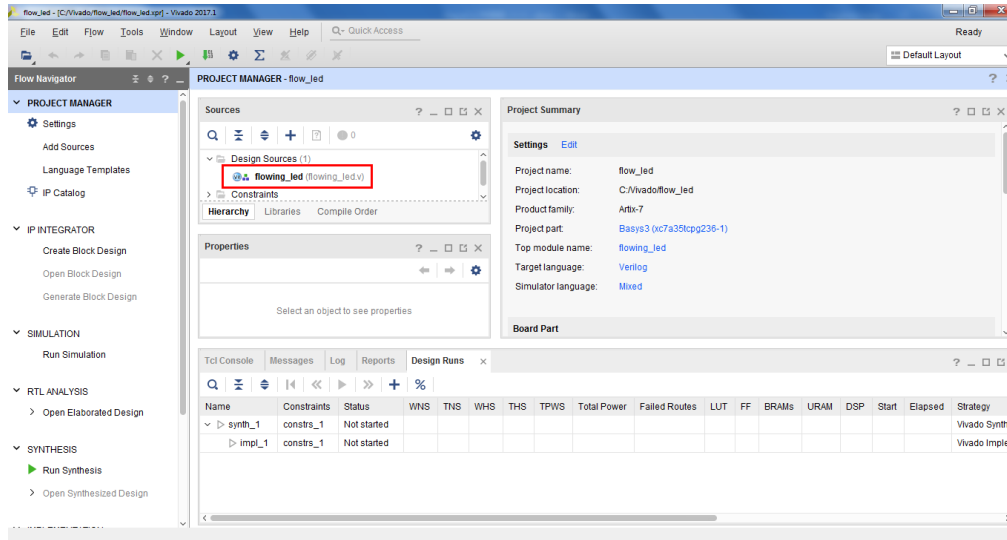 flow_led - [C:/Vivado/flow_led/flow_led.xpr] - Vivado 2017.1
File Edit Flow Tools Window Layout View Help Q- Quick Access Ready
Default Layout
Flow Navigator
PROJECT MANAGER - flow_led
PROJECT MANAGER
Settings
Add Sources
Language Templates
IP Catalog
IP INTEGRATOR
Create Block Design
Open Block Design
Generate Block Design
SIMULATION
Run Simulation
RTL ANALYSIS
Open Elaborated Design
SYNTHESIS
Run Synthesis
Open Synthesized Design
Sources
0
Design Sources (1)
flowing_led (flowing_led.v)
Constraints
Hierarchy Libraries Compile Order
Properties
Select an object to see properties
Project Summary
Settings Edit
Project name: flow_led
Project location: C:/Vivado/flow_led
Product family: Artix-7
Project part: Basys3 (xc7a35tcpg236-1)
Top module name: flowing_led
Target language: Verilog
Simulator language: Mixed
Board Part
Tcl Console Messages Log Reports Design Runs
Name Constraints Status WNS TNS WHS THS TPWS Total Power Failed Routes LUT FF BRAMs URAM DSP Start Elapsed Strategy
synth_1 constrs_1 Not started Vivado Synth
impl_1 constrs_1 Not started Vivado Imple